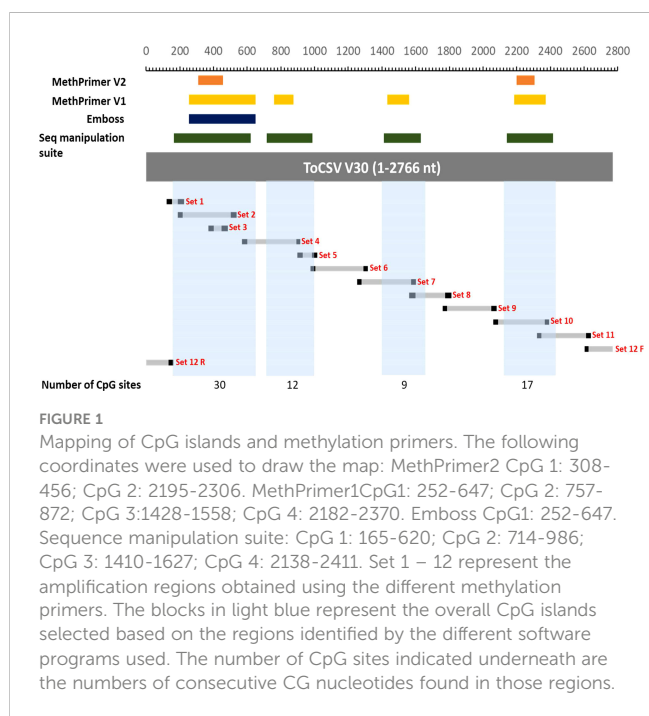 0 200 400 600 800 1000 1200 1400 1600 1800 2000 2200 2400 2600 2800
MethPrimer V2
MethPrimer V1
Emboss
Seq manipulation
suite
ToCSV V30 (1-2766 nt)
Set 1
Set 2
Set 3
Set 4
Set 5
Set 6
Set 7
Set 8
Set 9
Set 10
Set 11
Set 12 F
Set 12 R
Number of CpG sites 30 12 9 17
FIGURE 1
Mapping of CpG islands and methylation primers. The following
coordinates were used to draw the map: MethPrimer2 CpG 1: 308-
456; CpG 2: 2195-2306. MethPrimer1CpG1: 252-647; CpG 2: 757-
872; CpG 3:1428-1558; CpG 4: 2182-2370. Emboss CpG1: 252-647.
Sequence manipulation suite: CpG 1: 165-620; CpG 2: 714-986;
CpG 3: 1410-1627; CpG 4: 2138-2411. Set 1 – 12 represent the
amplification regions obtained using the different methylation
primers. The blocks in light blue represent the overall CpG islands
selected based on the regions identified by the different software
programs used. The number of CpG sites indicated underneath are
the numbers of consecutive CG nucleotides found in those regions.